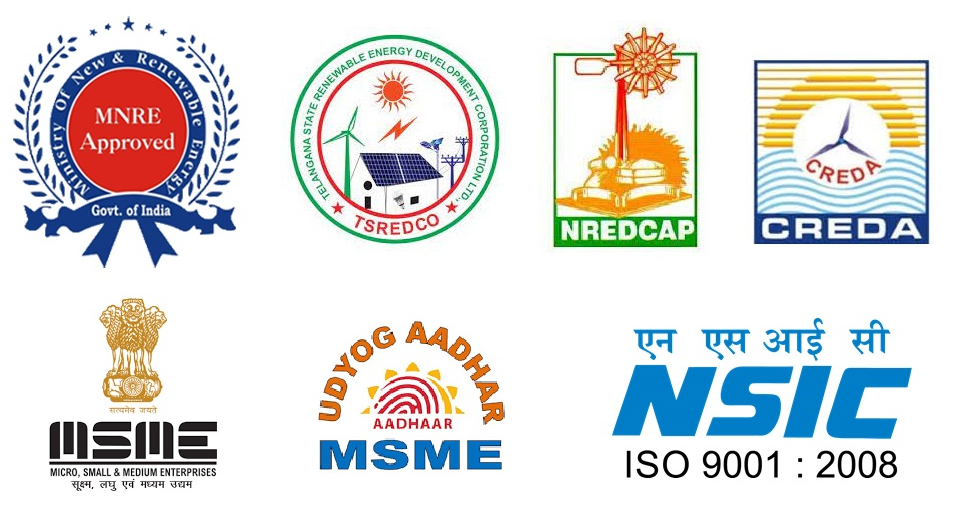 Ministry Of New & Renewable Energy
MNRE
Approved
Govt. of India
TELANGANA STATE RENEWABLE ENERGY DEVELOPMENT CORPORATION LTD.,
TSREDCO
NREDCAP
CREDA
CREDA
सत्यमेव जयते
MSME
MICRO, SMALL & MEDIUM ENTERPRISES
सूक्ष्म, लघु एवं मध्यम उद्यम
UDYOG AADHAR
AADHAAR
MSME
एन एस आई सी
NSIC
ISO 9001 : 2008